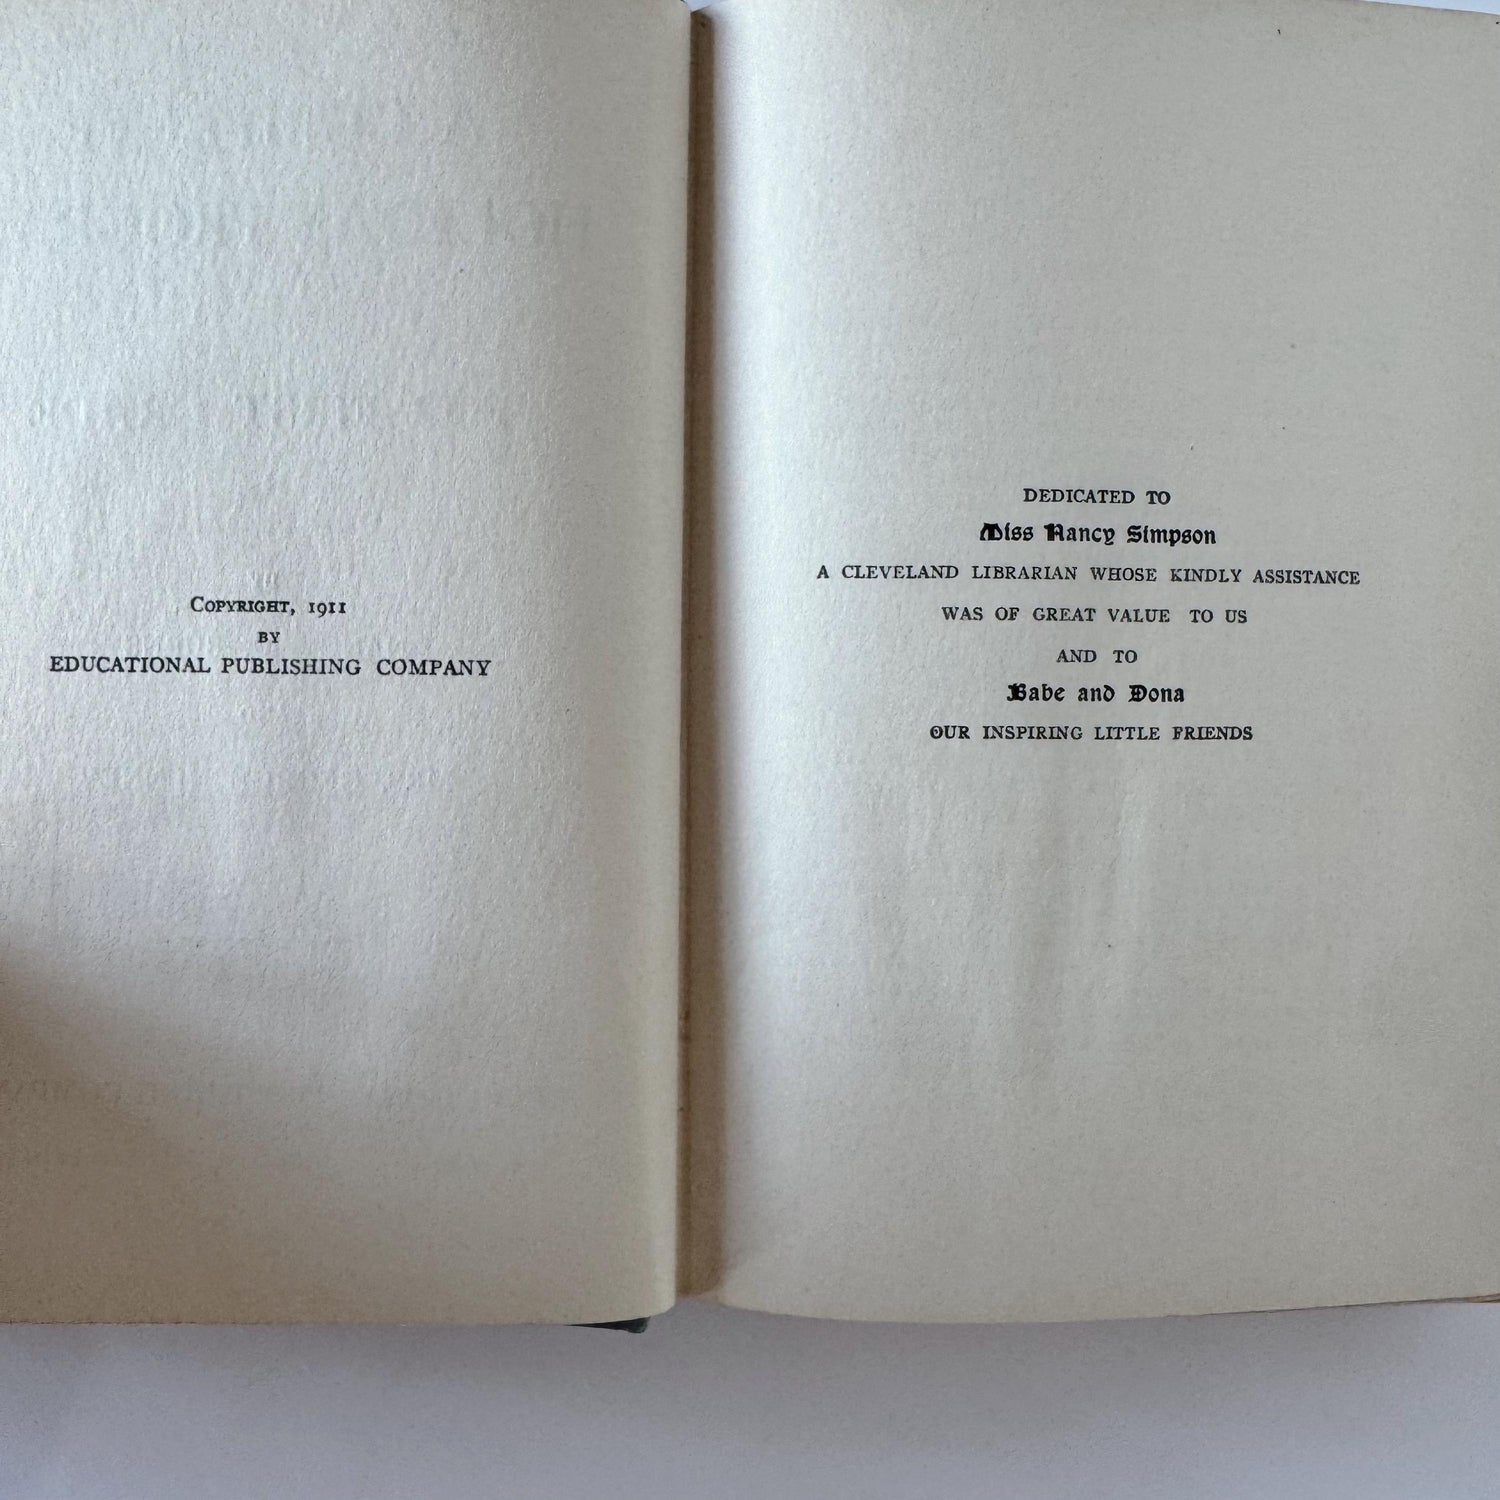 Copyright, 1911
BY
EDUCATIONAL PUBLISHING COMPANY
DEDICATED TO
Miss Nancy Simpson
A CLEVELAND LIBRARIAN WHOSE KINDLY ASSISTANCE
WAS OF GREAT VALUE TO US
AND TO
Babe and Dona
OUR INSPIRING LITTLE FRIENDS